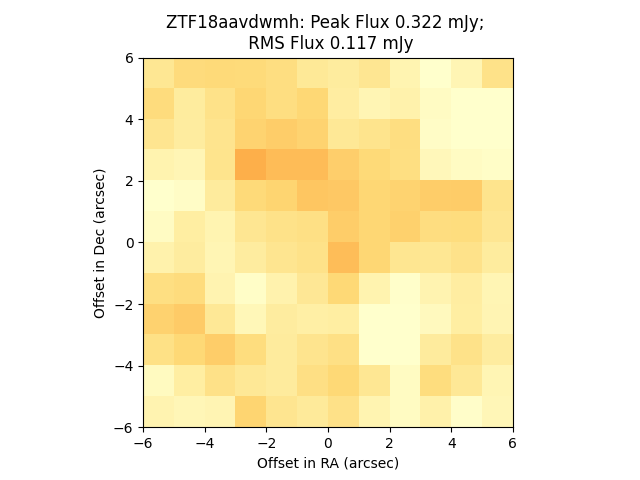 ZTF18aavdwmh: Peak Flux 0.322 mJy;
RMS Flux 0.117 mJy
6
4
2
0
−2
−4
−6
Offset in Dec (arcsec)
−6 −4 −2 0 2 4 6
Offset in RA (arcsec)